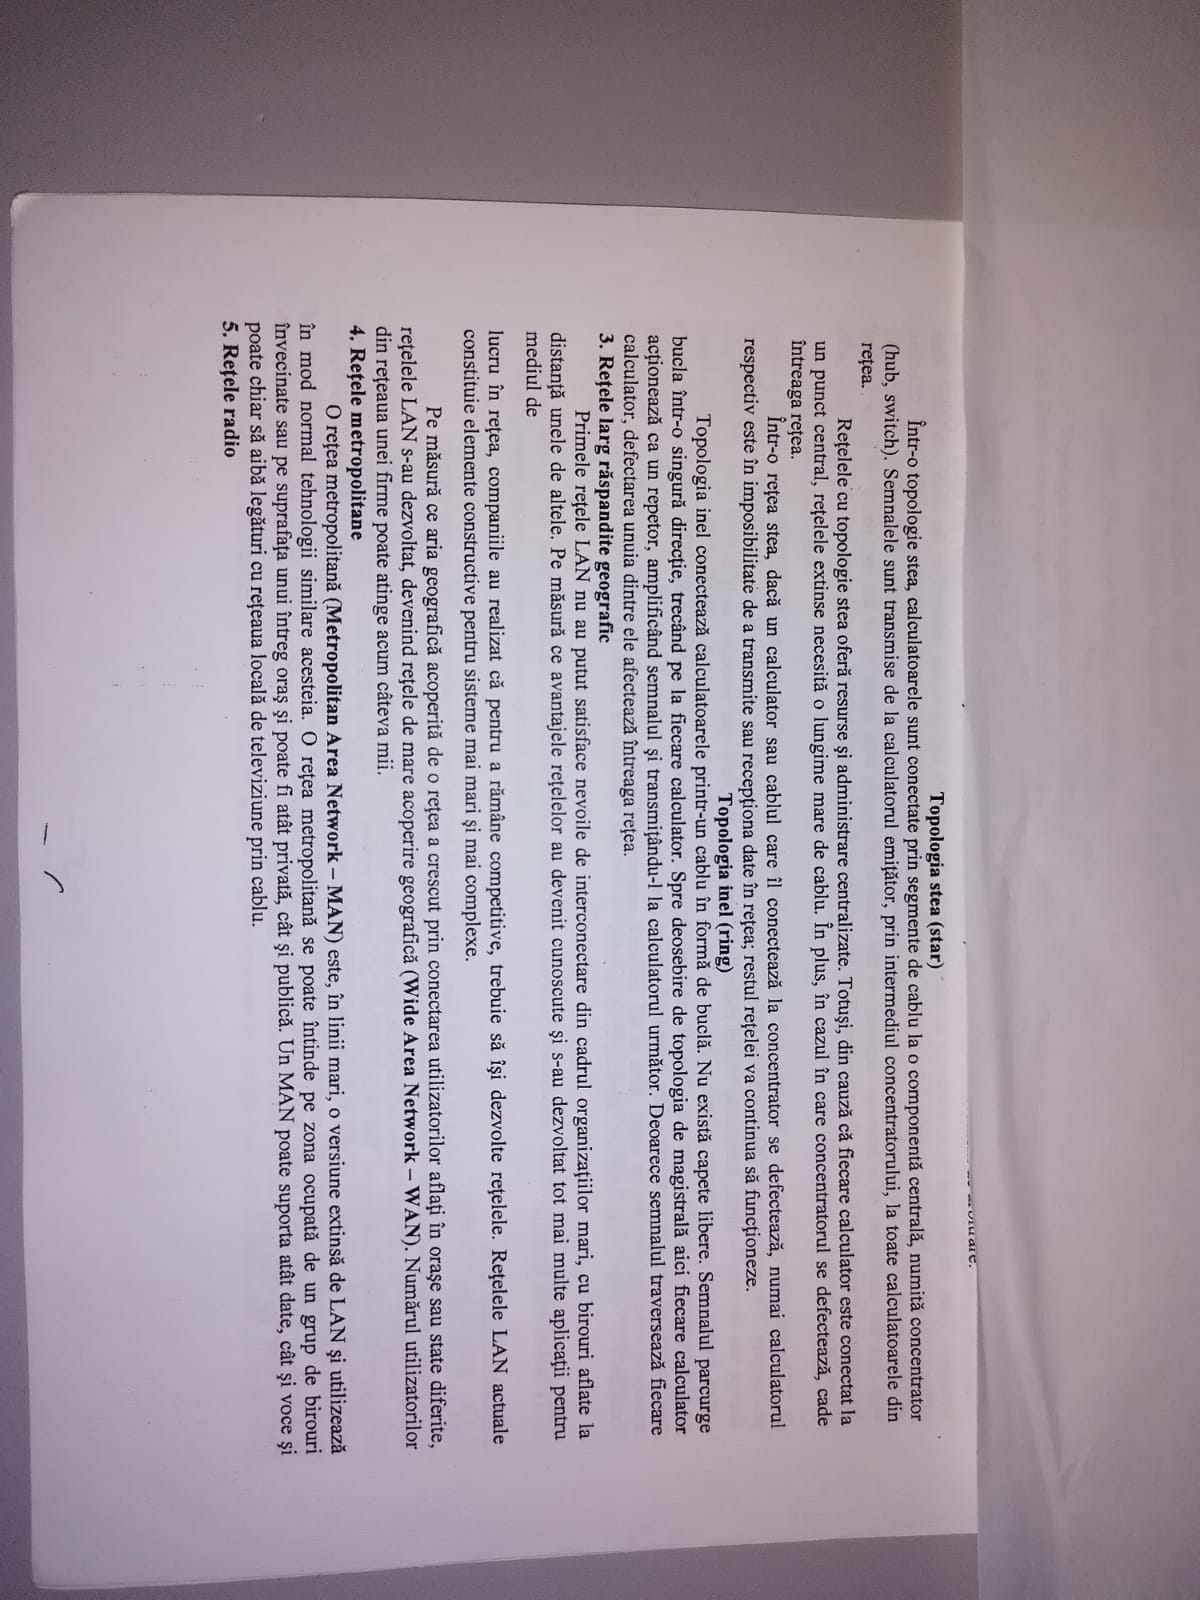 Topologia stea (star)
Într-o topologie stea, calculatoarele sunt conectate prin segmente de cablu la o componentă centrală, numită concentrator
(hub, switch). Semnalele sunt transmise de la calculatorul emiţător, prin intermediul concentratorului, la toate calculatoarele din
reţea.
Reţelele cu topologie stea oferă resurse şi administrare centralizate. Totuşi, din cauză că fiecare calculator este conectat la
un punct central, reţelele extinse necesită o lungime mare de cablu. În plus, în cazul în care concentratorul se defectează, cade
întreaga reţea.
Într-o reţea stea, dacă un calculator sau cablul care îl conectează la concentrator se defectează, numai calculatorul
respectiv este în imposibilitate de a transmite sau recepţiona date în reţea; restul reţelei va continua să funcţioneze.
Topologia inel (ring)
Topologia inel conectează calculatoarele printr-un cablu în formă de buclă. Nu există capete libere. Semnalul parcurge
bucla într-o singură direcţie, trecând pe la fiecare calculator. Spre deosebire de topologia de magistrală aici fiecare calculator
acţionează ca un repetor, amplificând semnalul şi transmiţându-l la calculatorul următor. Deoarece semnalul traversează fiecare
calculator, defectarea unuia dintre ele afectează întreaga reţea.
3. Reţele larg răspandite geografic
Primele reţele LAN nu au putut satisface nevoile de interconectare din cadrul organizaţiilor mari, cu birouri aflate la
distanţă unele de altele. Pe măsură ce avantajele reţelelor au devenit cunoscute şi s-au dezvoltat tot mai multe aplicaţii pentru
mediul de
lucru în reţea, companiile au realizat că pentru a rămâne competitive, trebuie să îşi dezvolte reţelele. Reţelele LAN actuale
constituie elemente constructive pentru sisteme mai mari şi mai complexe.
Pe măsură ce aria geografică acoperită de o reţea a crescut prin conectarea utilizatorilor aflaţi în oraşe sau state diferite,
reţelele LAN s-au dezvoltat, devenind reţele de mare acoperire geografică (Wide Area Network – WAN). Numărul utilizatorilor
din reţeaua unei firme poate atinge acum câteva mii.
4. Reţele metropolitane
O reţea metropolitană (Metropolitan Area Network – MAN) este, în linii mari, o versiune extinsă de LAN şi utilizează
în mod normal tehnologii similare acesteia. O reţea metropolitană se poate întinde pe zona ocupată de un grup de birouri
învecinate sau pe suprafaţa unui întreg oraş şi poate fi atât privată, cât şi publică. Un MAN poate suporta atât date, cât şi voce şi
poate chiar să aibă legături cu reţeaua locală de televiziune prin cablu.
5. Reţele radio